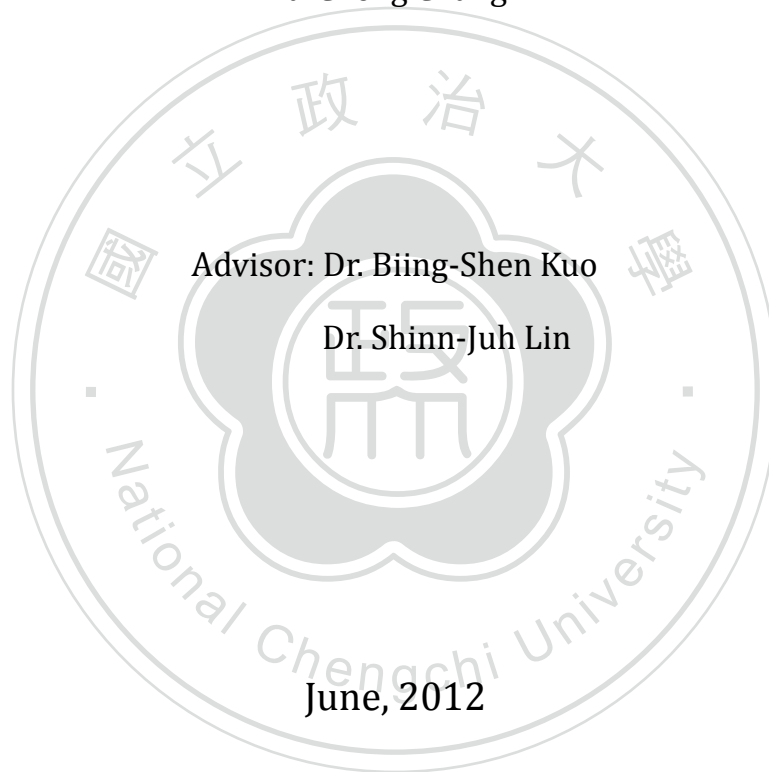 國立政治大學
Advisor: Dr. Biing-Shen Kuo
Dr. Shinn-Juh Lin
National Chengchi University
June, 2012